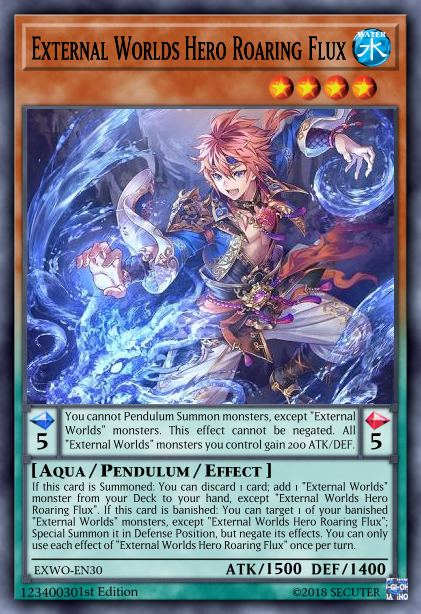 External Worlds Hero Roaring Flux
WATER
水
You cannot Pendulum Summon monsters, except "External
Worlds" monsters. This effect cannot be negated. All
"External Worlds" monsters you control gain 200 ATK/DEF.
5
5
[ Aqua / Pendulum / Effect ]
If this card is Summoned: You can discard 1 card; add 1 "External Worlds"
monster from your Deck to your hand, except "External Worlds Hero
Roaring Flux". If this card is banished: You can target 1 of your banished
"External Worlds" monsters, except "External Worlds Hero Roaring Flux";
Special Summon it in Defense Position, but negate its effects. You can only
use each effect of "External Worlds Hero Roaring Flux" once per turn.
EXWO-EN30
ATK/1500 DEF/1400
123400301st Edition
©2018 SECUTER